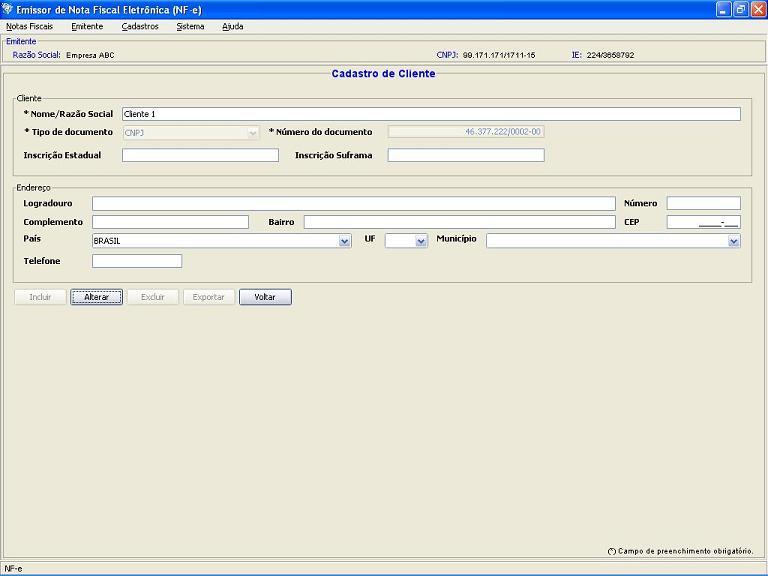 Emissor de Nota Fiscal Eletrônica (NF-e)
Notas Fiscais Emitente Cadastros Sistema Ajuda
Emitente
Razão Social: Empresa ABC CNPJ: 99.171.171/1711-15 IE: 224/3658792
Cadastro de Cliente
Cliente
* Nome/Razão Social Cliente 1
* Tipo de documento CNPJ * Número do documento 46.377.222/0002-00
Inscrição Estadual Inscrição Suframa
Endereço
Logradouro Número
Complemento Bairro CEP _____-___
País BRASIL UF Município
Telefone
Incluir Alterar Excluir Exportar Voltar
(*) Campo de preenchimento obrigatório.
NF-e